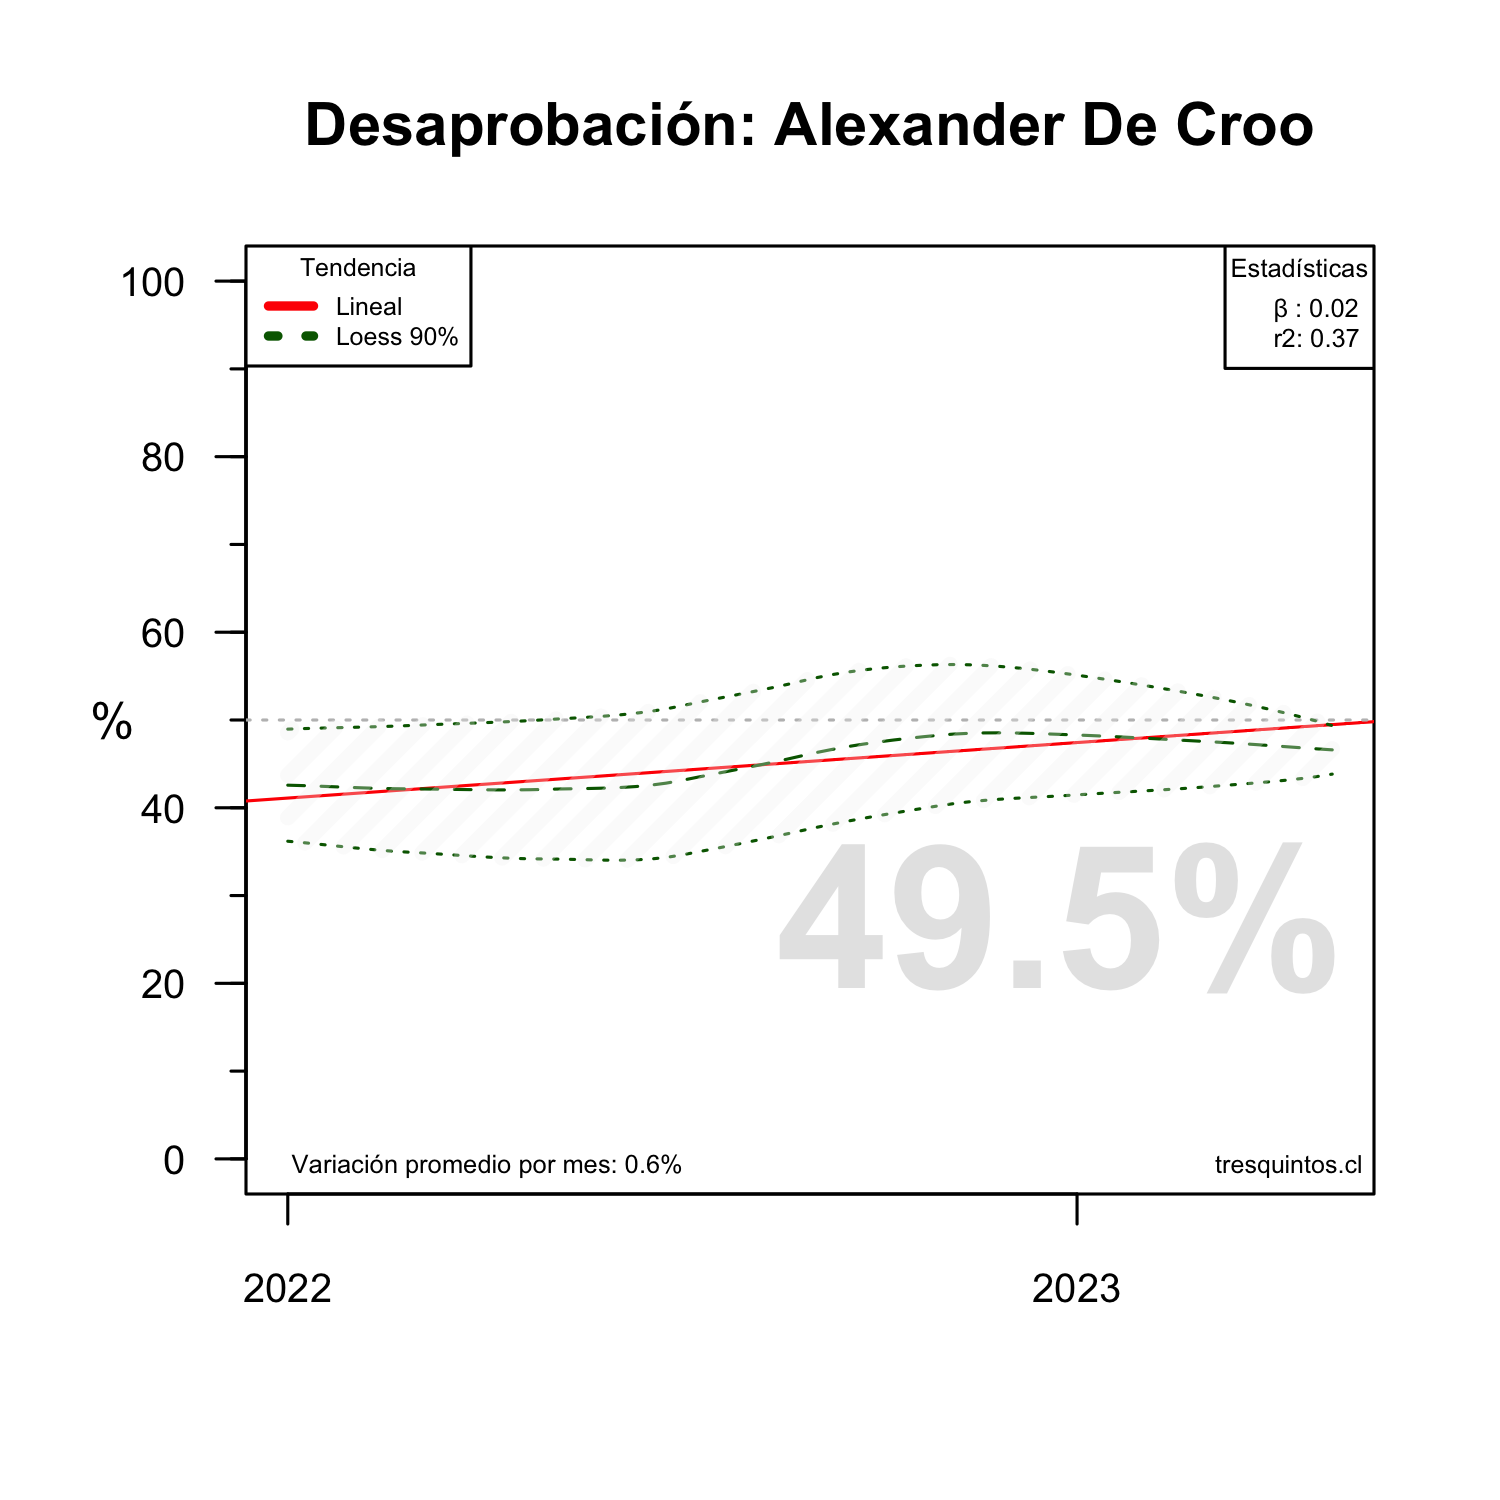 Desaprobación: Alexander De Croo
Tendencia
Lineal
Loess 90%
Estadísticas
β : 0.02
r2: 0.37
100
80
60
%
40
20
0
49.5%
Variación promedio por mes: 0.6%
tresquintos.cl
2022
2023